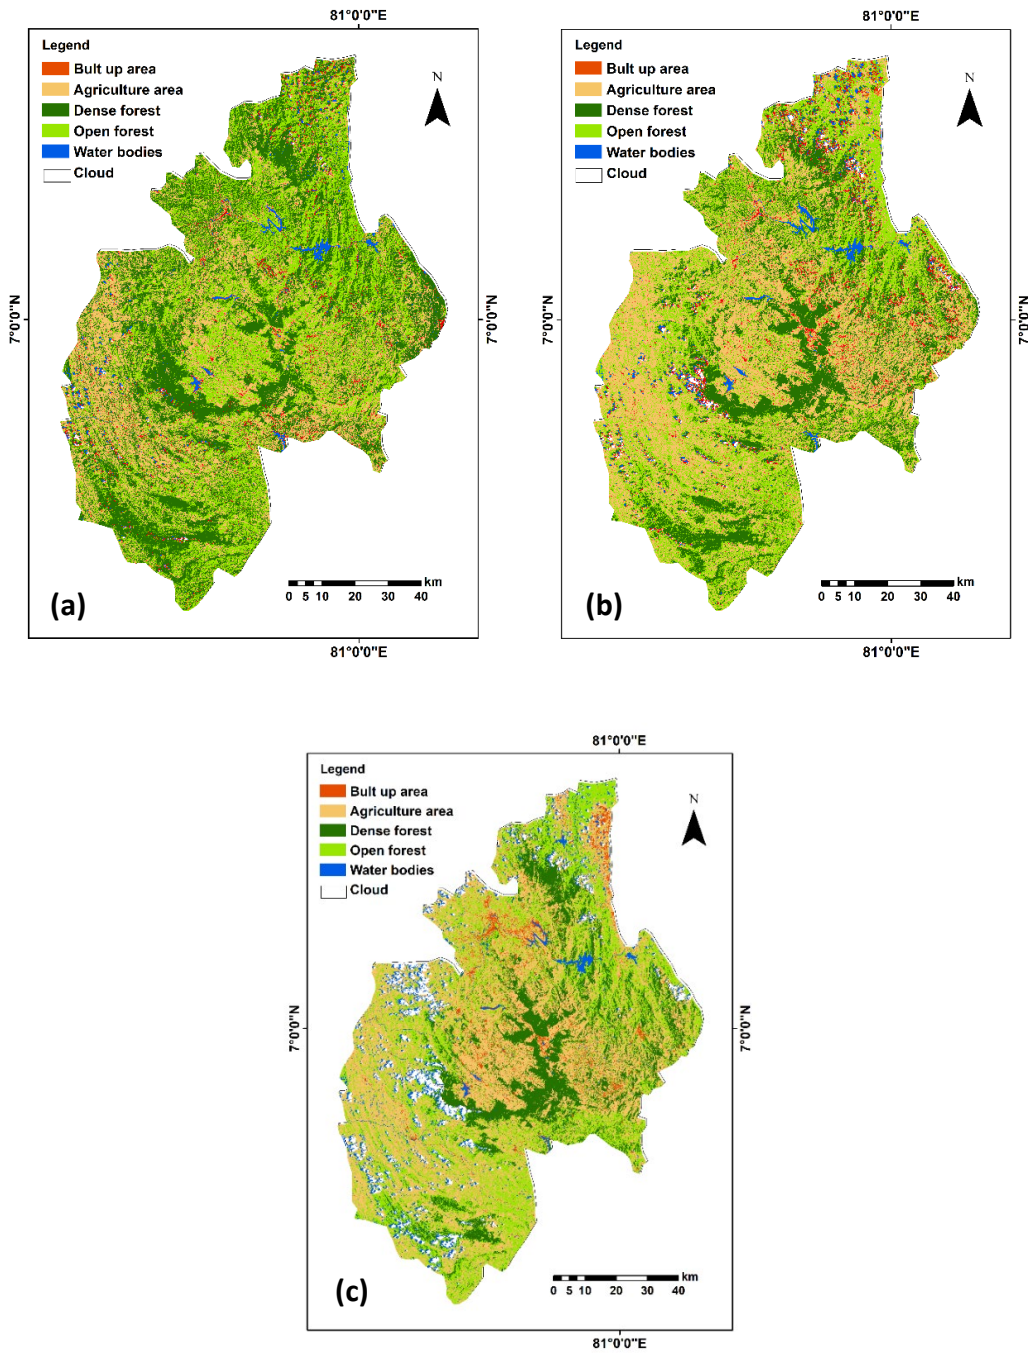 81°0'0"E
Legend
Bult up area
Agriculture area
Dense forest
Open forest
Water bodies
Cloud
N
7°0'0"N
7°0'0"N
km
0 5 10 20 30 40
(a)
81°0'0"E
81°0'0"E
Legend
Bult up area
Agriculture area
Dense forest
Open forest
Water bodies
Cloud
N
7°0'0"N
7°0'0"N
km
0 5 10 20 30 40
(b)
81°0'0"E
81°0'0"E
Legend
Bult up area
Agriculture area
Dense forest
Open forest
Water bodies
Cloud
N
7°0'0"N
7°0'0"N
km
0 5 10 20 30 40
(c)
81°0'0"E